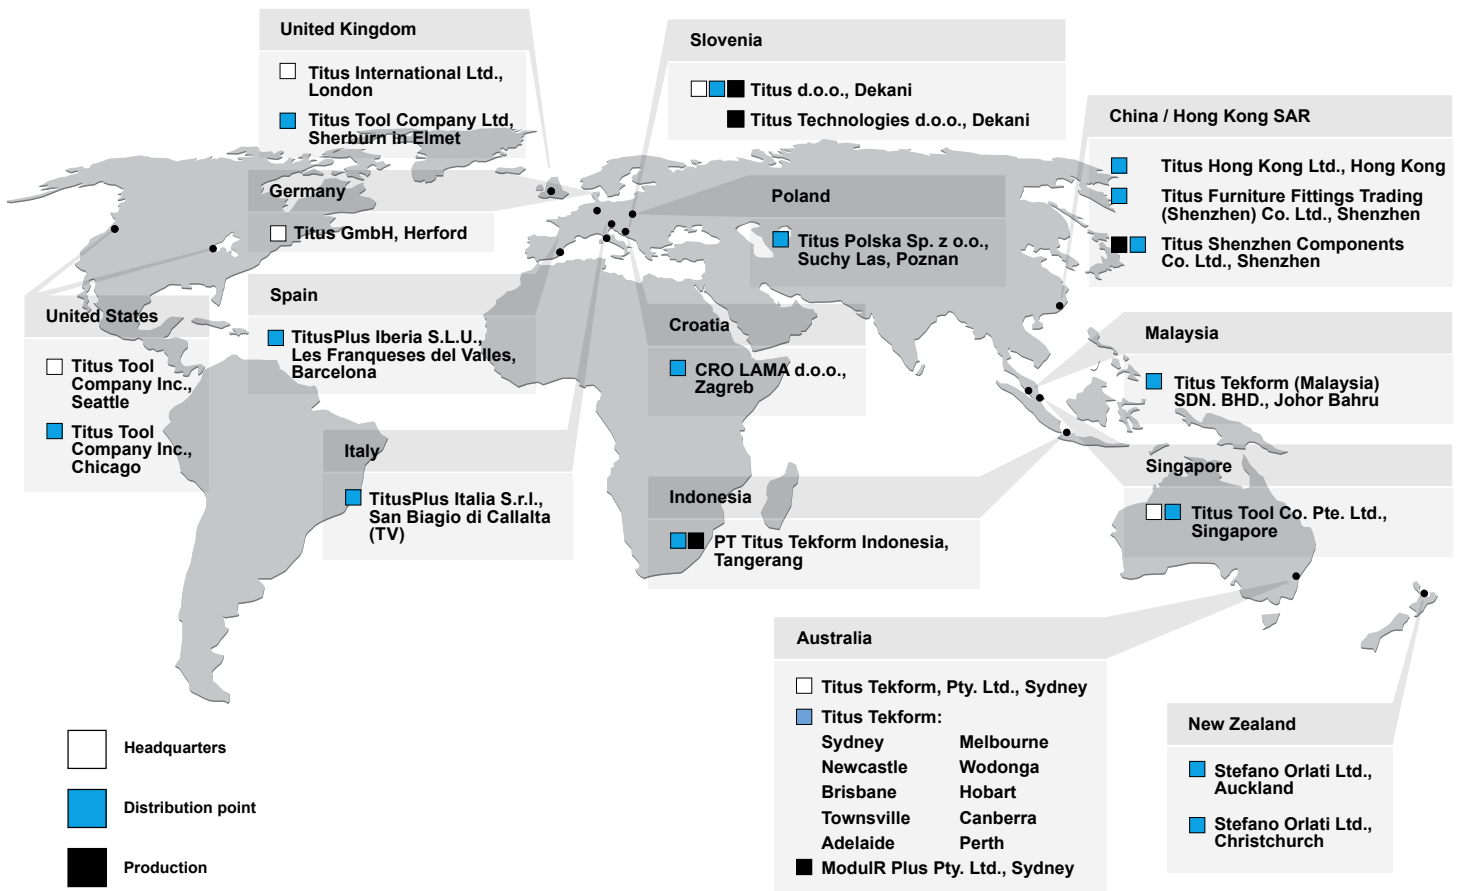 United Kingdom
Titus International Ltd.,
London
Titus Tool Company Ltd,
Sherburn in Elmet
Slovenia
Titus d.o.o., Dekani
Titus Technologies d.o.o., Dekani
China / Hong Kong SAR
Titus Hong Kong Ltd., Hong Kong
Titus Furniture Fittings Trading
(Shenzhen) Co. Ltd., Shenzhen
Titus Shenzhen Components
Co. Ltd., Shenzhen
Germany
Titus GmbH, Herford
Poland
Titus Polska Sp. z o.o.,
Suchy Las, Poznan
Spain
TitusPlus Iberia S.L.U.,
Les Franqueses del Valles,
Barcelona
United States
Titus Tool
Company Inc.,
Seattle
Titus Tool
Company Inc.,
Chicago
Croatia
CRO LAMA d.o.o.,
Zagreb
Malaysia
Titus Tekform (Malaysia)
SDN. BHD., Johor Bahru
Italy
TitusPlus Italia S.r.l.,
San Biagio di Callalta
(TV)
Indonesia
PT Titus Tekform Indonesia,
Tangerang
Singapore
Titus Tool Co. Pte. Ltd.,
Singapore
Australia
Titus Tekform, Pty. Ltd., Sydney
Titus Tekform:
Sydney Melbourne
Newcastle Wodonga
Brisbane Hobart
Townsville Canberra
Adelaide Perth
ModulR Plus Pty. Ltd., Sydney
New Zealand
Stefano Orlati Ltd.,
Auckland
Stefano Orlati Ltd.,
Christchurch
Headquarters
Distribution point
Production